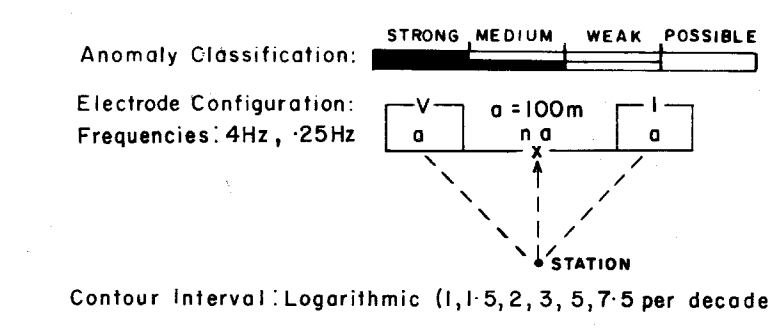 STRONG MEDIUM WEAK POSSIBLE
Anomaly Classification:
Electrode Configuration: V a = 100m I
Frequencies: 4Hz, ·25Hz a n a a
X
STATION
Contour Interval: Logarithmic (1, 1·5, 2, 3, 5, 7·5 per decade